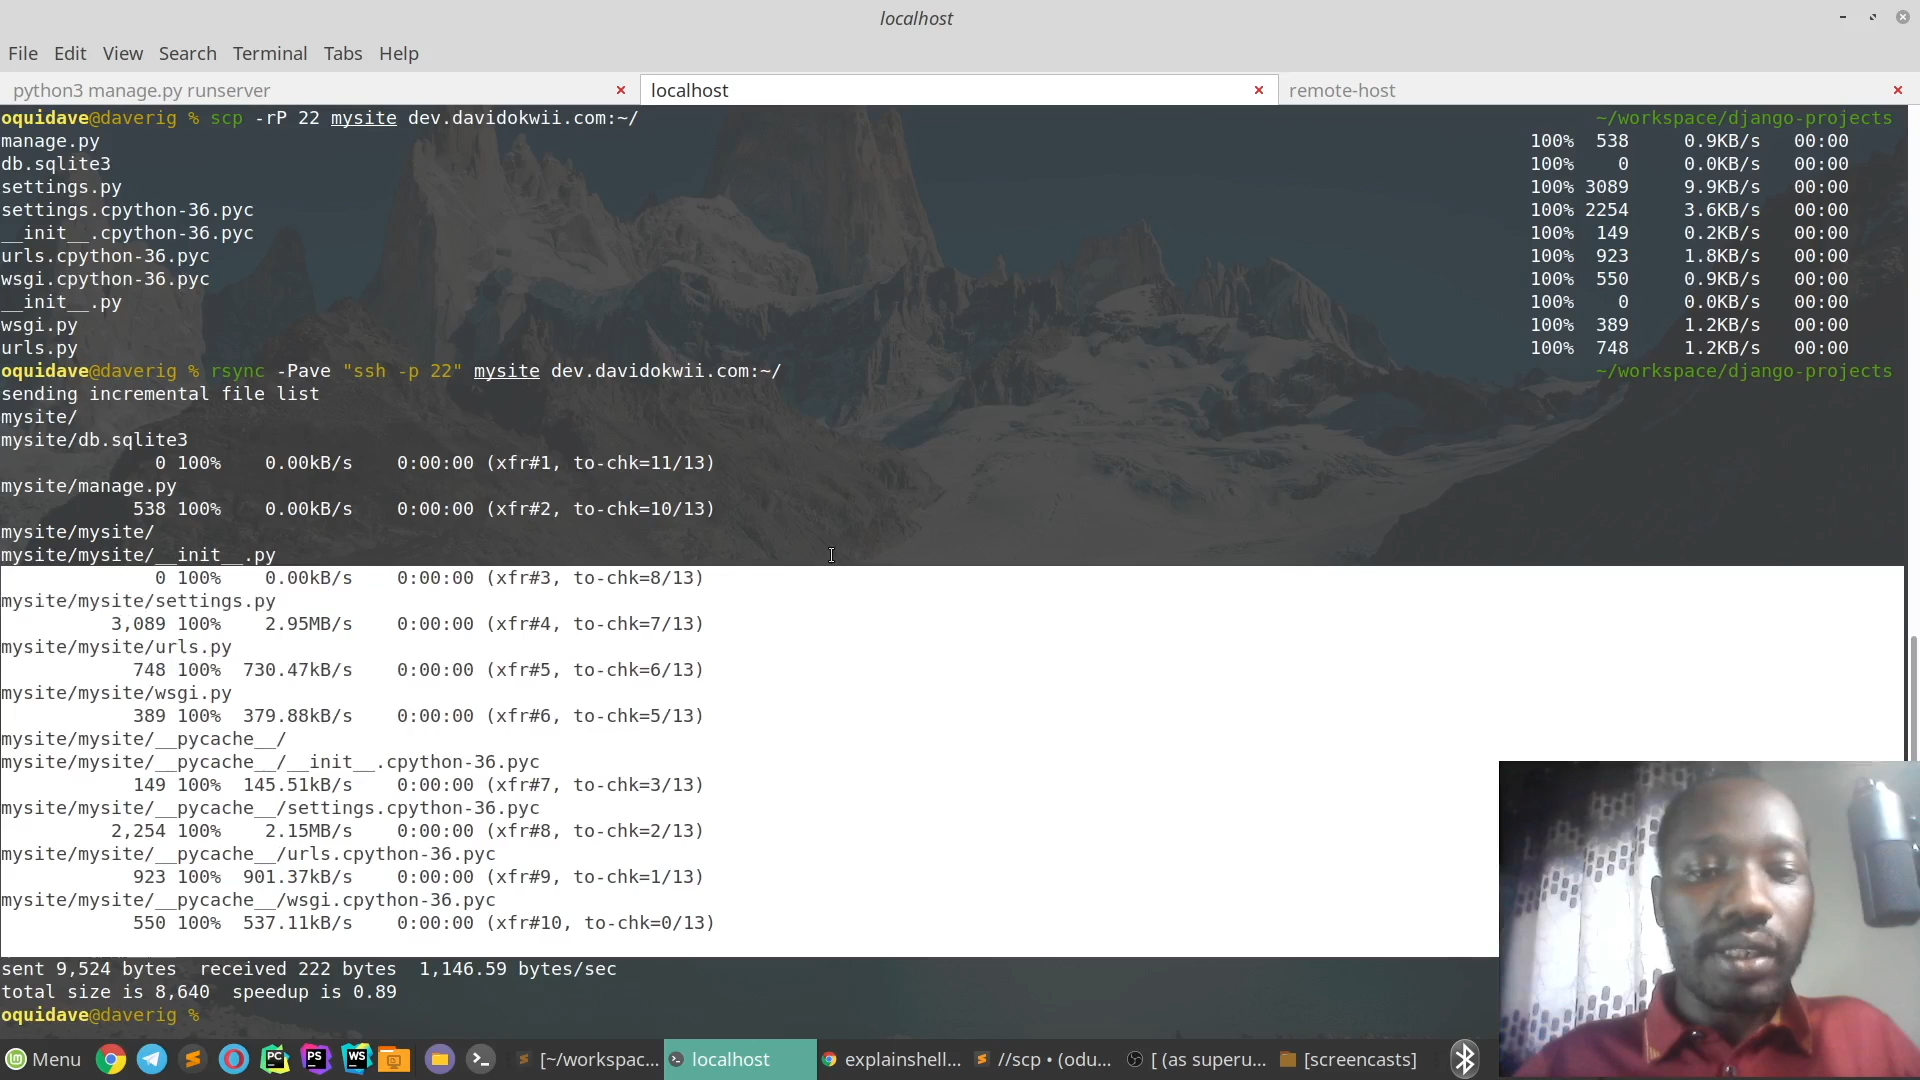 localhost
File Edit View Search Terminal Tabs Help
python3 manage.py runserver × localhost × remote-host ×
oquidave@daverig % scp -rP 22 mysite dev.davidokwii.com:~/ ~/workspace/django-projects
manage.py 100% 538 0.9KB/s 00:00
db.sqlite3 100% 0 0.0KB/s 00:00
settings.py 100% 3089 9.9KB/s 00:00
settings.cpython-36.pyc 100% 2254 3.6KB/s 00:00
__init__.cpython-36.pyc 100% 149 0.2KB/s 00:00
urls.cpython-36.pyc 100% 923 1.8KB/s 00:00
wsgi.cpython-36.pyc 100% 550 0.9KB/s 00:00
__init__.py 100% 0 0.0KB/s 00:00
wsgi.py 100% 389 1.2KB/s 00:00
urls.py 100% 748 1.2KB/s 00:00
oquidave@daverig % rsync -Pave "ssh -p 22" mysite dev.davidokwii.com:~/ ~/workspace/django-projects
sending incremental file list
mysite/
mysite/db.sqlite3
0 100% 0.00kB/s 0:00:00 (xfr#1, to-chk=11/13)
mysite/manage.py
538 100% 0.00kB/s 0:00:00 (xfr#2, to-chk=10/13)
mysite/mysite/
mysite/mysite/__init__.py
0 100% 0.00kB/s 0:00:00 (xfr#3, to-chk=8/13)
mysite/mysite/settings.py
3,089 100% 2.95MB/s 0:00:00 (xfr#4, to-chk=7/13)
mysite/mysite/urls.py
748 100% 730.47kB/s 0:00:00 (xfr#5, to-chk=6/13)
mysite/mysite/wsgi.py
389 100% 379.88kB/s 0:00:00 (xfr#6, to-chk=5/13)
mysite/mysite/__pycache__/
mysite/mysite/__pycache__/__init__.cpython-36.pyc
149 100% 145.51kB/s 0:00:00 (xfr#7, to-chk=3/13)
mysite/mysite/__pycache__/settings.cpython-36.pyc
2,254 100% 2.15MB/s 0:00:00 (xfr#8, to-chk=2/13)
mysite/mysite/__pycache__/urls.cpython-36.pyc
923 100% 901.37kB/s 0:00:00 (xfr#9, to-chk=1/13)
mysite/mysite/__pycache__/wsgi.cpython-36.pyc
550 100% 537.11kB/s 0:00:00 (xfr#10, to-chk=0/13)
sent 9,524 bytes received 222 bytes 1,146.59 bytes/sec
total size is 8,640 speedup is 0.89
oquidave@daverig %
Menu PC PS WS [~/workspac... localhost explainshell... //scp • (odu... [ (as superu... [screencasts]